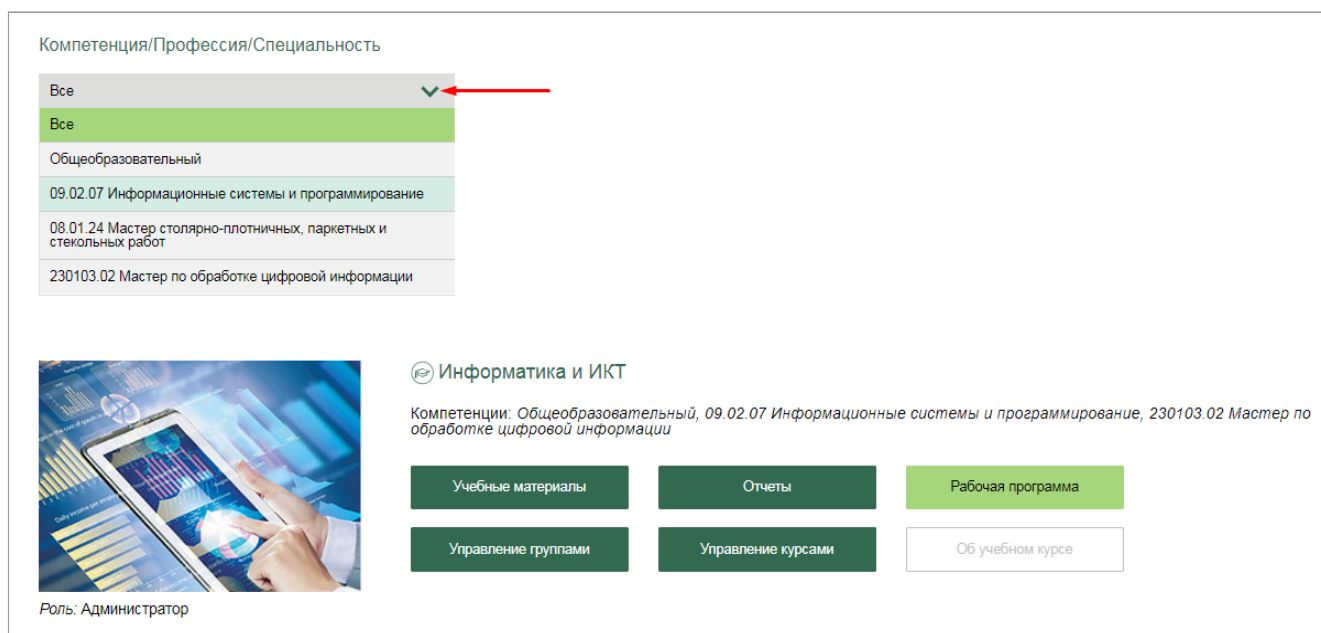 Компетенция/Профессия/Специальность
Все
Все
Общеобразовательный
09.02.07 Информационные системы и программирование
08.01.24 Мастер столярно-плотничных, паркетных и
стекольных работ
230103.02 Мастер по обработке цифровой информации
Информатика и ИКТ
Компетенции: Общеобразовательный, 09.02.07 Информационные системы и программирование, 230103.02 Мастер по
обработке цифровой информации
Учебные материалы
Отчеты
Рабочая программа
Управление группами
Управление курсами
Об учебном курсе
Роль: Администратор